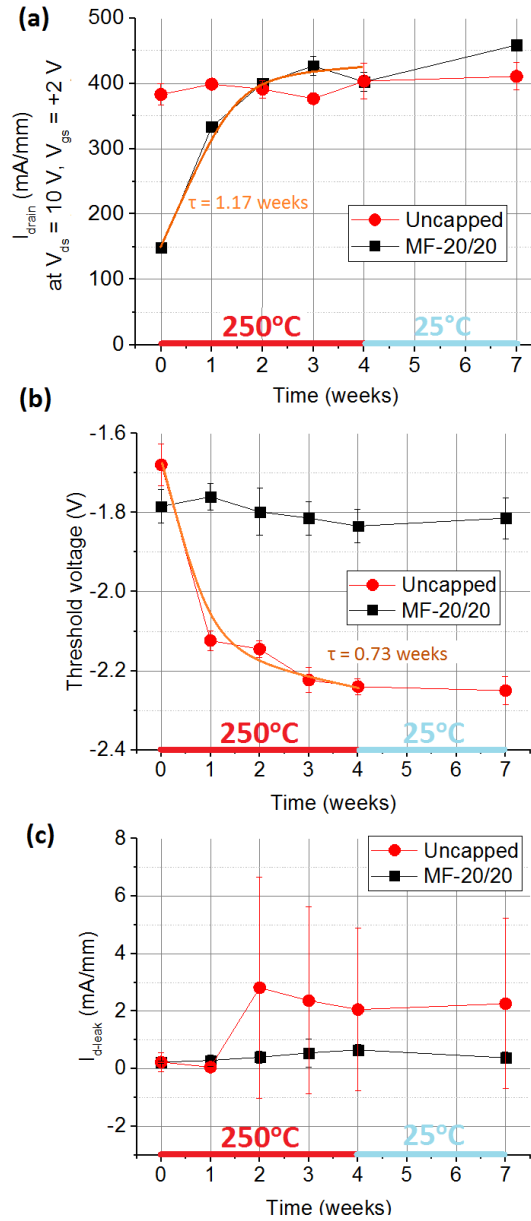 (a)
500
400
300
200
100
0
I_drain (mA/mm)
at V_ds = 10 V, V_gs = +2 V
τ = 1.17 weeks
Uncapped
MF-20/20
250°C
25°C
0 1 2 3 4 5 6 7
Time (weeks)
(b)
-1.6
-1.8
-2.0
-2.2
-2.4
Threshold voltage (V)
Uncapped
MF-20/20
τ = 0.73 weeks
250°C
25°C
0 1 2 3 4 5 6 7
Time (weeks)
(c)
8
6
4
2
0
-2
I_d-leak (mA/mm)
Uncapped
MF-20/20
250°C
25°C
0 1 2 3 4 5 6 7
Time (weeks)